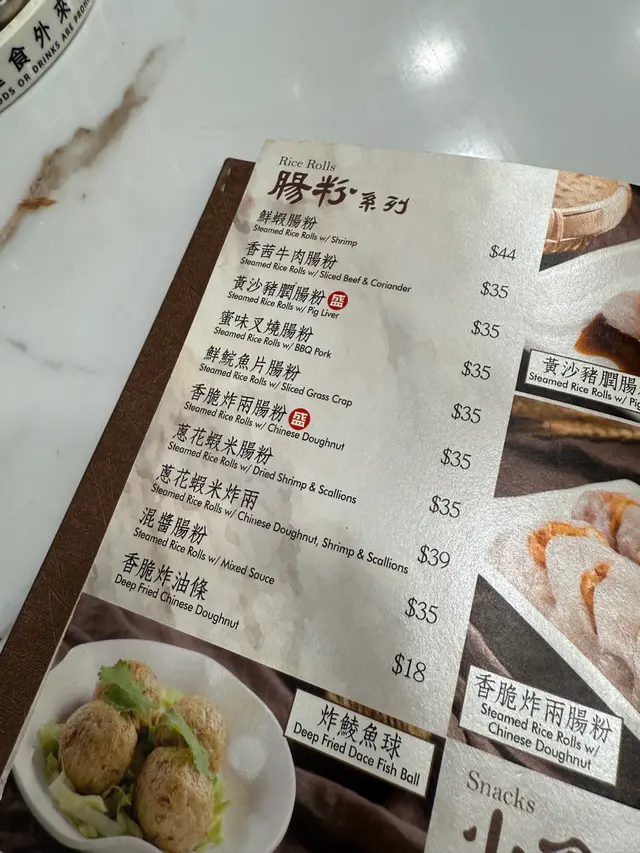 食外來
ODS OR DRINKS ARE PROH
Rice Rolls
腸粉系列
鮮蝦腸粉
Steamed Rice Rolls w/ Shrimp
$44
香茜牛肉腸粉
Steamed Rice Rolls w/ Sliced Beef & Coriander
$35
黃沙豬膶腸粉 盛
Steamed Rice Rolls w/ Pig Liver
$35
蜜味叉燒腸粉
Steamed Rice Rolls w/ BBQ Pork
$35
鮮鯇魚片腸粉
Steamed Rice Rolls w/ Sliced Grass Crap
$35
香脆炸兩腸粉 盛
Steamed Rice Rolls w/ Chinese Doughnut
$35
蔥花蝦米腸粉
Steamed Rice Rolls w/ Dried Shrimp & Scallions
$35
蔥花蝦米炸兩
Steamed Rice Rolls w/ Chinese Doughnut, Shrimp & Scallions
$39
混醬腸粉
Steamed Rice Rolls w/ Mixed Sauce
$35
香脆炸油條
Deep Fried Chinese Doughnut
$18
黃沙豬膶腸
Steamed Rice Rolls w/ Pig
香脆炸兩腸粉
Steamed Rice Rolls w/
Chinese Doughnut
炸鯪魚球
Deep Fried Dace Fish Ball
Snacks
小食